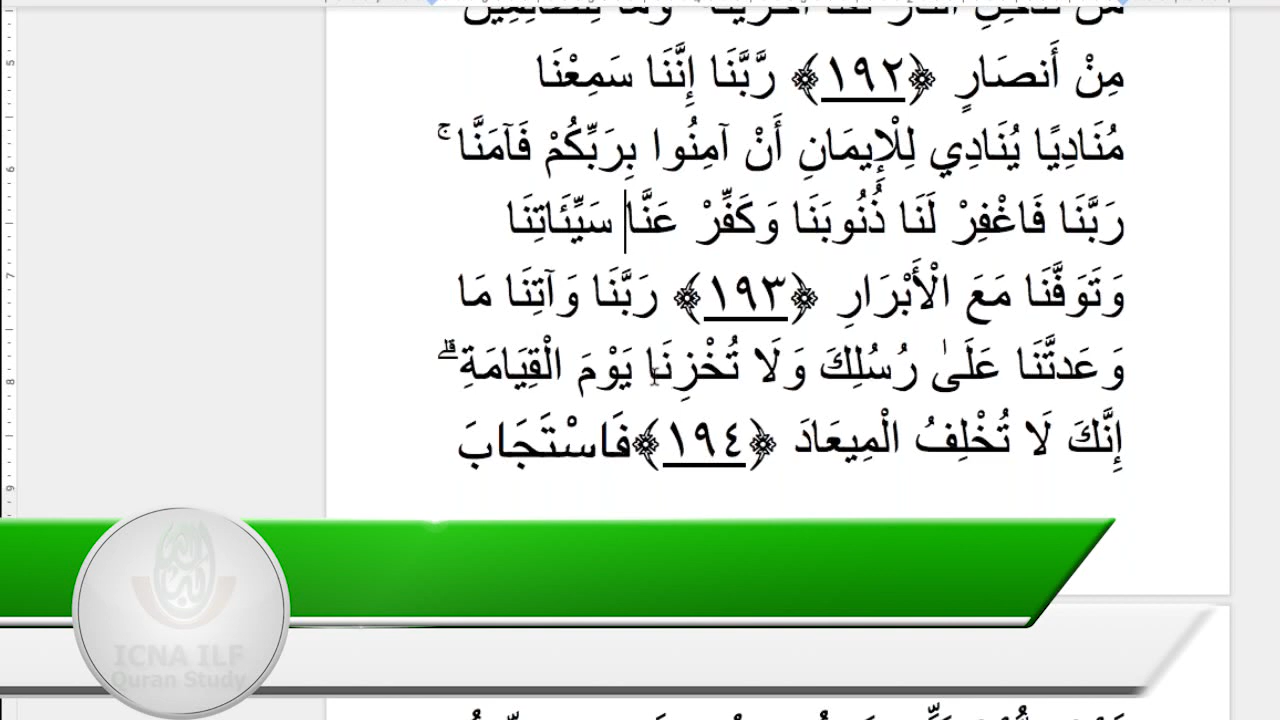 مِنْ أَنصَارٍ ﴿١٩٢﴾ رَّبَّنَا إِنَّنَا سَمِعْنَا
مُنَادِيًا يُنَادِي لِلْإِيمَانِ أَنْ آمِنُوا بِرَبِّكُمْ فَآمَنَّا ۚ
رَبَّنَا فَاغْفِرْ لَنَا ذُنُوبَنَا وَكَفِّرْ عَنَّا سَيِّئَاتِنَا
وَتَوَفَّنَا مَعَ الْأَبْرَارِ ﴿١٩٣﴾ رَبَّنَا وَآتِنَا مَا
وَعَدتَّنَا عَلَىٰ رُسُلِكَ وَلَا تُخْزِنَا يَوْمَ الْقِيَامَةِ ۗ
إِنَّكَ لَا تُخْلِفُ الْمِيعَادَ ﴿١٩٤﴾فَاسْتَجَابَ
ICNA ILF
Quran Study